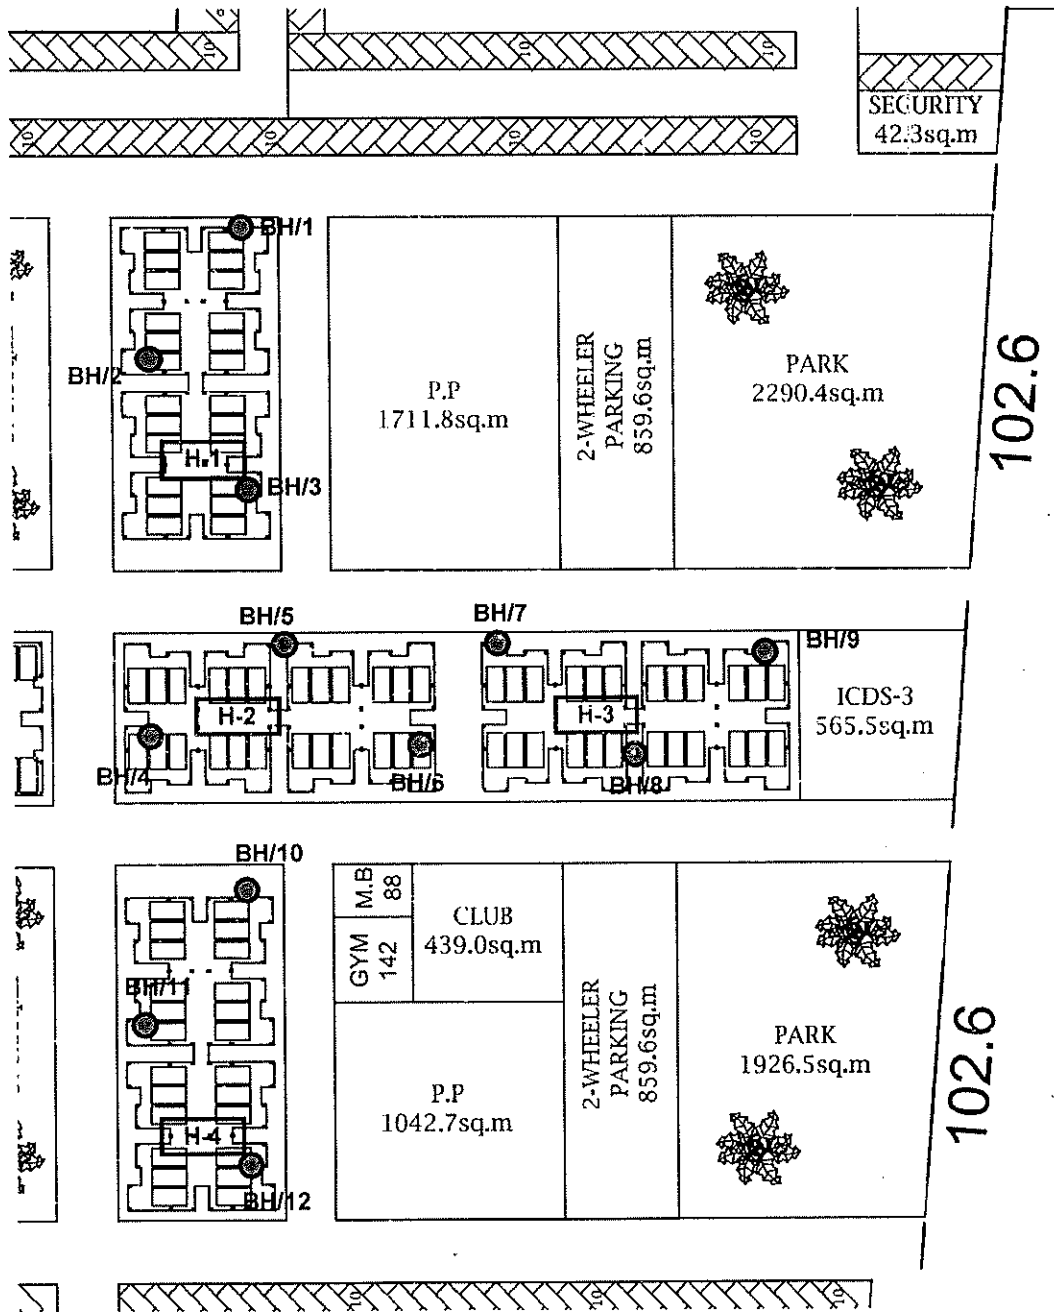 10
10
10
10
10
10
10
SECURITY
42.3sq.m
BH/1
BH/2
H-1
BH/3
P.P
1711.8sq.m
2-WHEELER
PARKING
859.6sq.m
PARK
2290.4sq.m
102.6
BH/5
BH/7
BH/9
H-2
H-3
ICDS-3
565.5sq.m
BH/4
BH/6
BH/8
BH/10
BH/11
H-4
BH/12
M.B
88
GYM
142
CLUB
439.0sq.m
P.P
1042.7sq.m
2-WHEELER
PARKING
859.6sq.m
PARK
1926.5sq.m
102.6
10
10
10